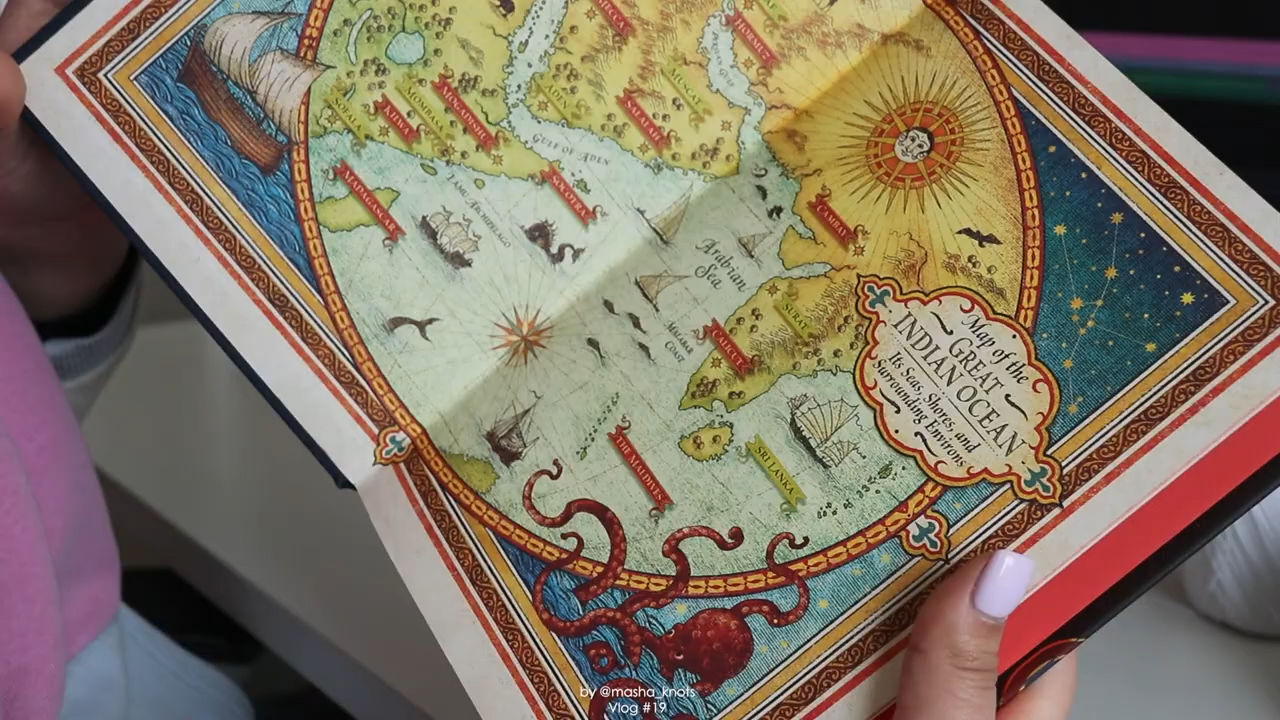 MECCA
HORMUZ
PERSIAN GULF
MUSCAT
ADEN
SALALAH
MOGADISHU
MOMBASA
KILWA
SOFALA
GULF OF ADEN
MADAGASCAR
LAMU ARCHIPELAGO
SOCOTRA
CAMBAY
Arabian
Sea
SURAT
CALICUT
MALABAR
COAST
THE MALDIVES
SRI LANKA
Map of the
GREAT
INDIAN OCEAN
Its Seas, Shores, and
Surrounding Environs
by @masha_knots
Vlog #19